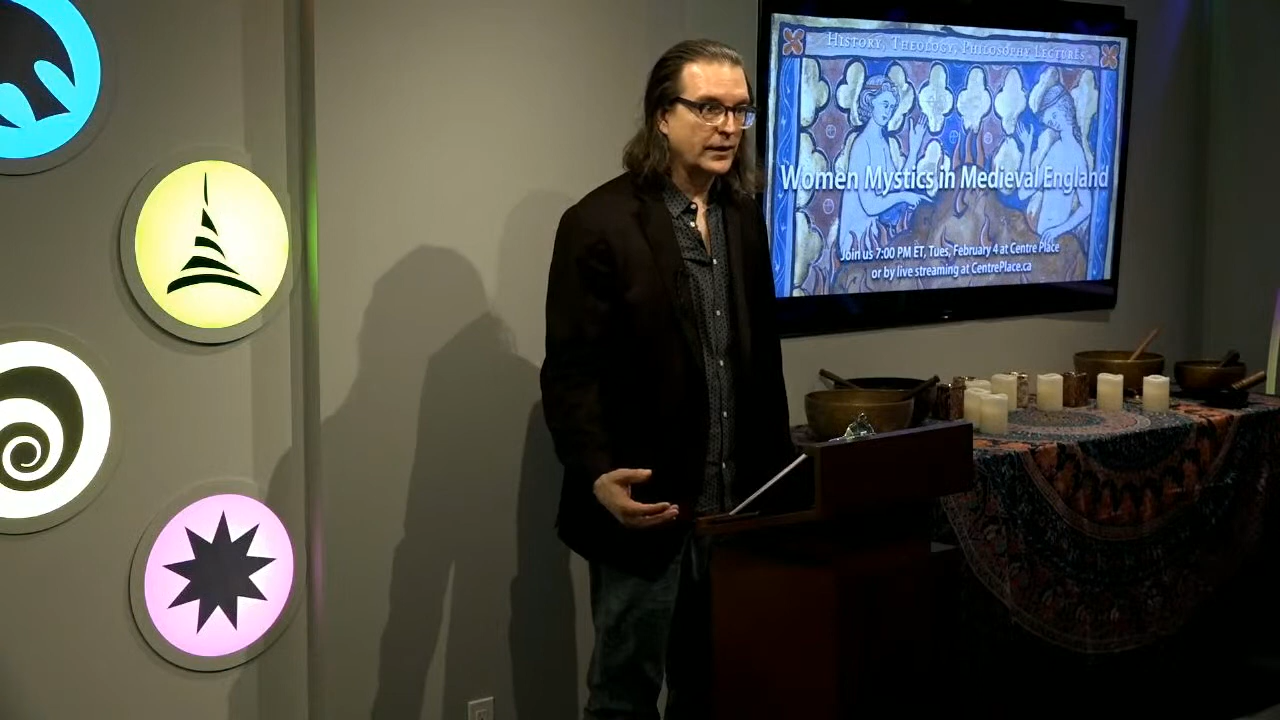 History, Theology, Philosophy Lectures
Women Mystics in Medieval England
Join us 7:00 PM ET, Tues, February 4 at Centre Place
or by live streaming at CentrePlace.ca